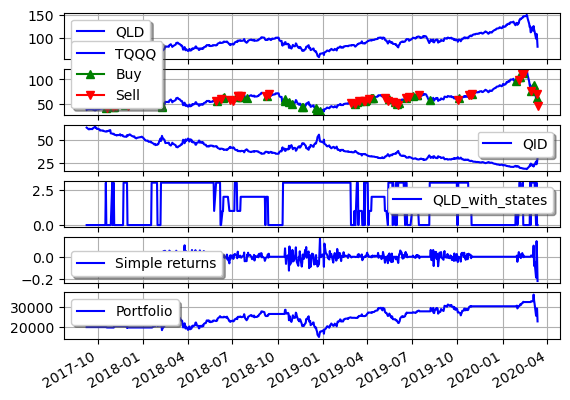 150
100
QLD
TQQQ
Buy
Sell
100
50
50
25
QID
2.5
0.0
QLD_with_states
0.0
−0.2
Simple returns
30000
20000
Portfolio
2017-10
2018-01
2018-04
2018-07
2018-10
2019-01
2019-04
2019-07
2019-10
2020-01
2020-04